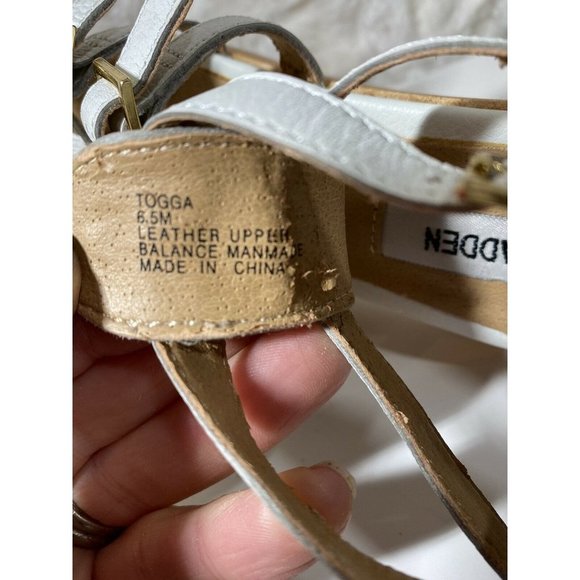 TOGGA
6.5M
LEATHER UPPER
BALANCE MANMADE
MADE IN CHINA
ADDEN